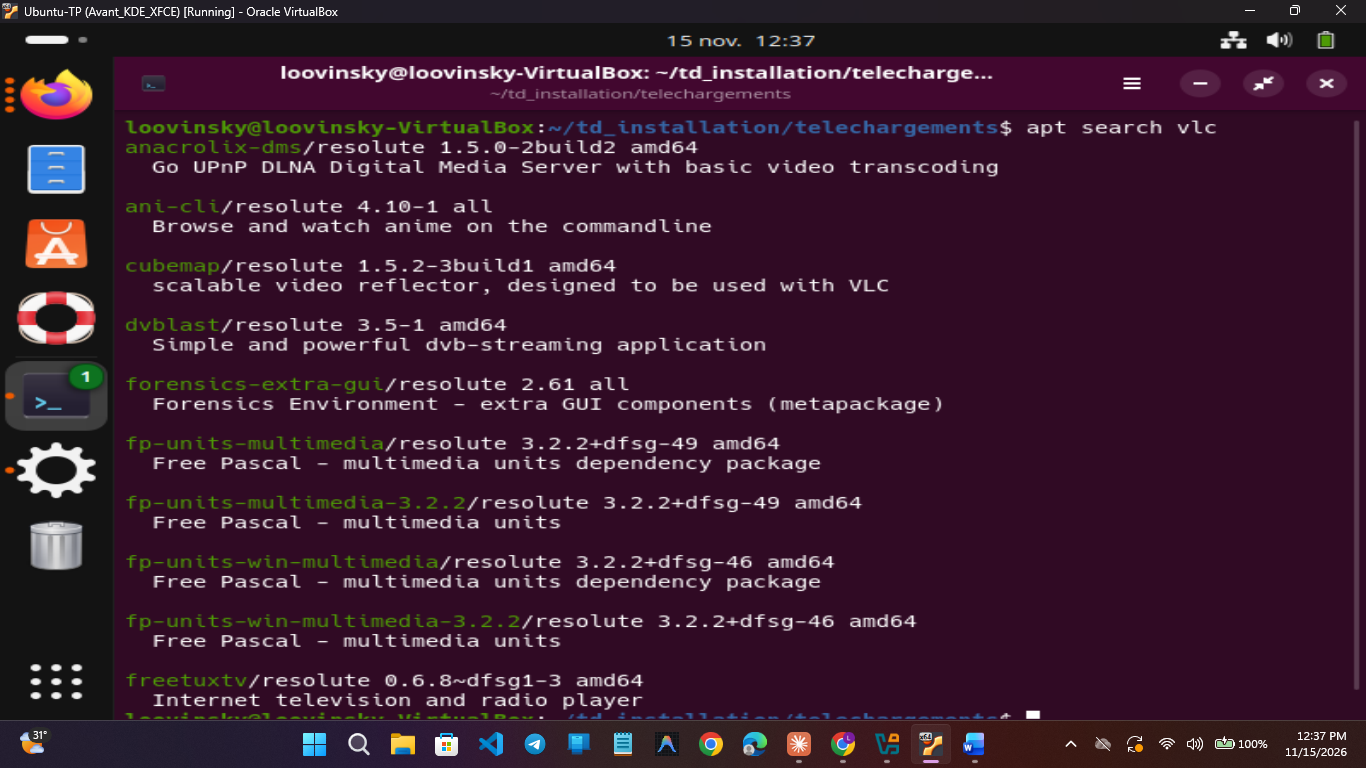 Ubuntu-TP (Avant_KDE_XFCE) [Running] - Oracle VirtualBox
15 nov. 12:37
loovinsky@loovinsky-VirtualBox: ~/td_installation/telecharge...
~/td_installation/telechargements
loovinsky@loovinsky-VirtualBox:~/td_installation/telechargements$ apt search vlc
anacrolix-dms/resolute 1.5.0-2build2 amd64
Go UPnP DLNA Digital Media Server with basic video transcoding
ani-cli/resolute 4.10-1 all
Browse and watch anime on the commandline
cubemap/resolute 1.5.2-3build1 amd64
scalable video reflector, designed to be used with VLC
dvblast/resolute 3.5-1 amd64
Simple and powerful dvb-streaming application
forensics-extra-gui/resolute 2.61 all
Forensics Environment - extra GUI components (metapackage)
fp-units-multimedia/resolute 3.2.2+dfsg-49 amd64
Free Pascal - multimedia units dependency package
fp-units-multimedia-3.2.2/resolute 3.2.2+dfsg-49 amd64
Free Pascal - multimedia units
fp-units-win-multimedia/resolute 3.2.2+dfsg-46 amd64
Free Pascal - multimedia units dependency package
fp-units-win-multimedia-3.2.2/resolute 3.2.2+dfsg-46 amd64
Free Pascal - multimedia units
freetuxtv/resolute 0.6.8~dfsg1-3 amd64
Internet television and radio player
loovinsky@loovinsky-VirtualBox:~/td_installation/telechargements$
1
31°
100%
12:37 PM
11/15/2026